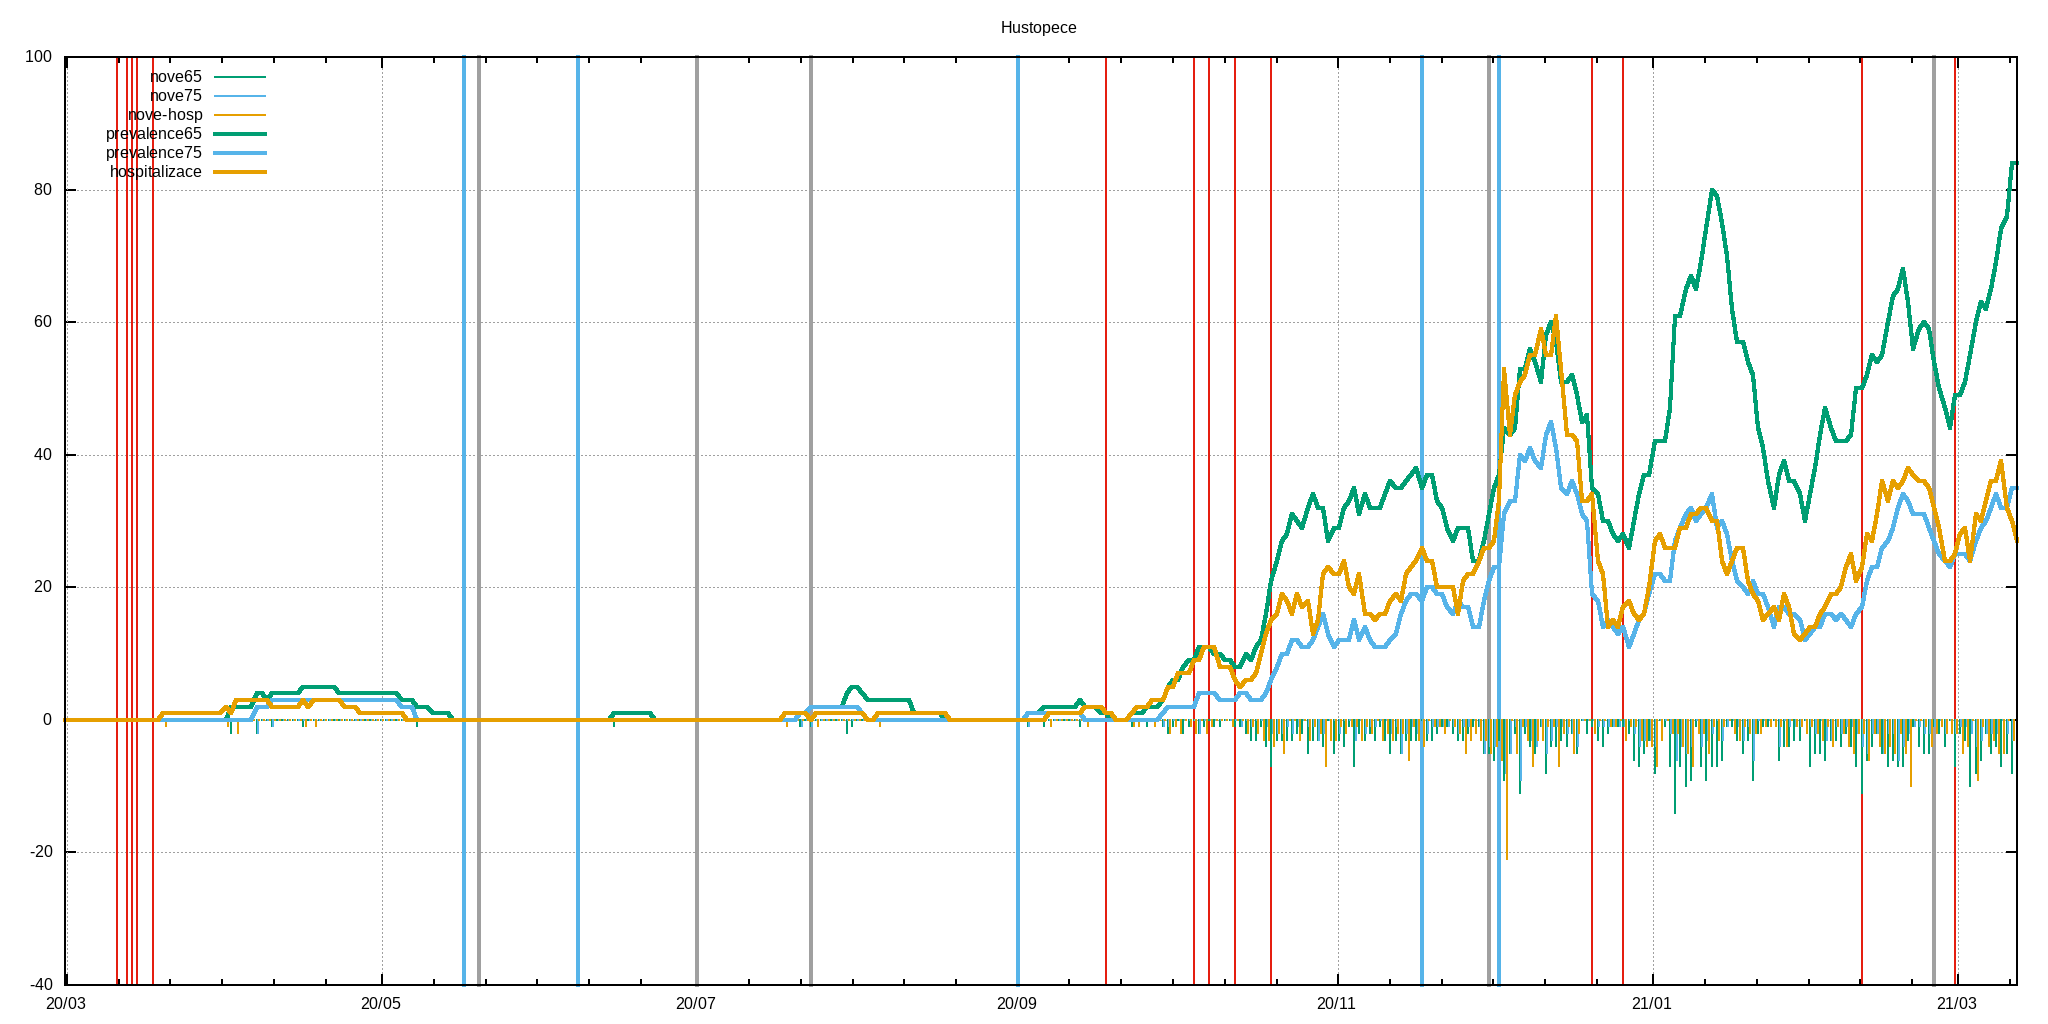 Hustopece
100
80
60
40
20
0
-20
-40
nove65
nove75
nove-hosp
prevalence65
prevalence75
hospitalizace
20/03 20/05 20/07 20/09 20/11 21/01 21/03